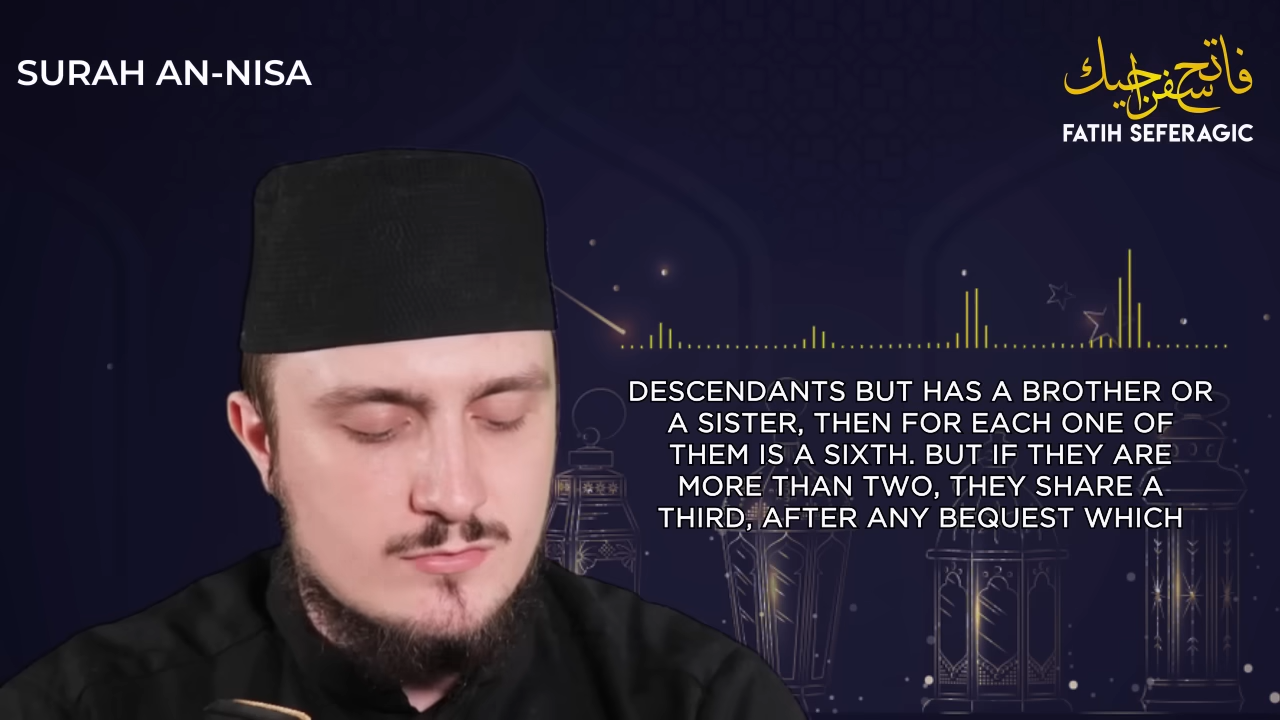 SURAH AN-NISA
فاتح سفراجيك
FATIH SEFERAGIC
DESCENDANTS BUT HAS A BROTHER OR
A SISTER, THEN FOR EACH ONE OF
THEM IS A SIXTH. BUT IF THEY ARE
MORE THAN TWO, THEY SHARE A
THIRD, AFTER ANY BEQUEST WHICH